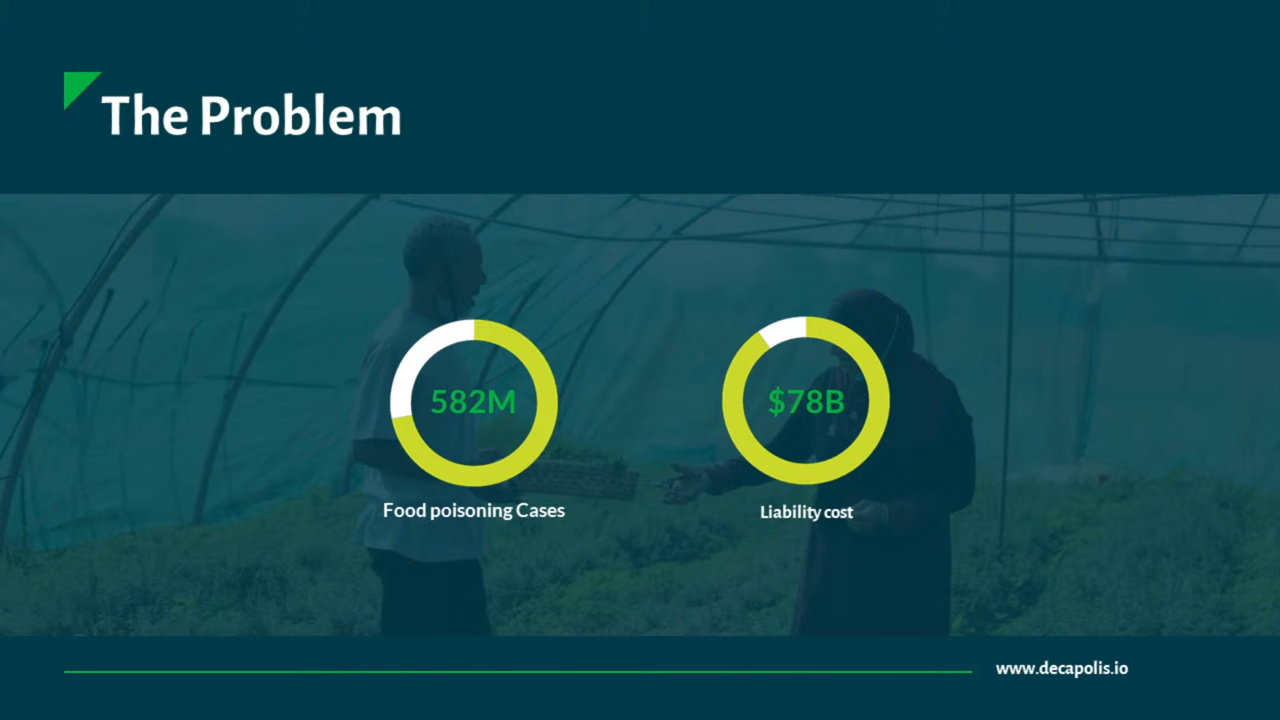 The Problem
582M
$78B
Food poisoning Cases
Liability cost
www.decapolis.io